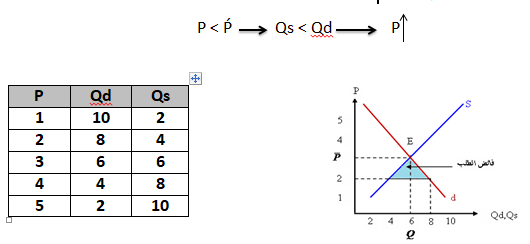 P < Ṕ → Qs < Qd → P↑
P Qd Qs
1 10 2
2 8 4
3 6 6
4 4 8
5 2 10
P
S
5
E
4
P̅
فائض الطلب
2
1
d
2 4 6 8 10 Qd,Qs
Q̅